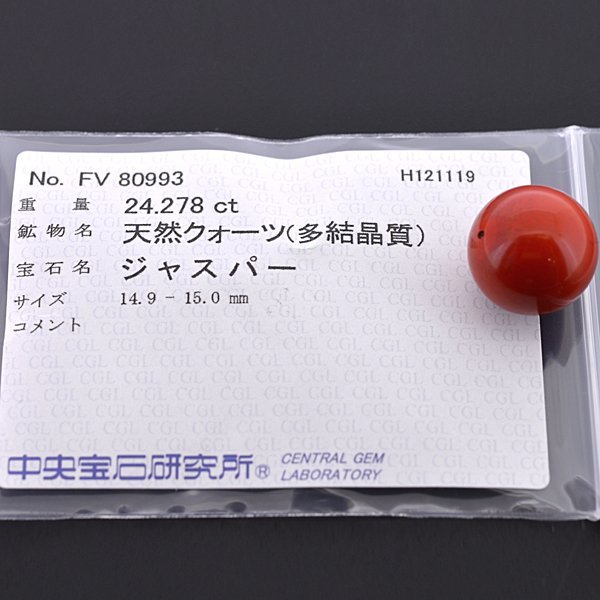 No. FV 80993 H121119
重量 24.278 ct
鉱物名 天然クォーツ(多結晶質)
宝石名 ジャスパー
サイズ 14.9 - 15.0 mm
コメント
中央宝石研究所® CENTRAL GEM LABORATORY